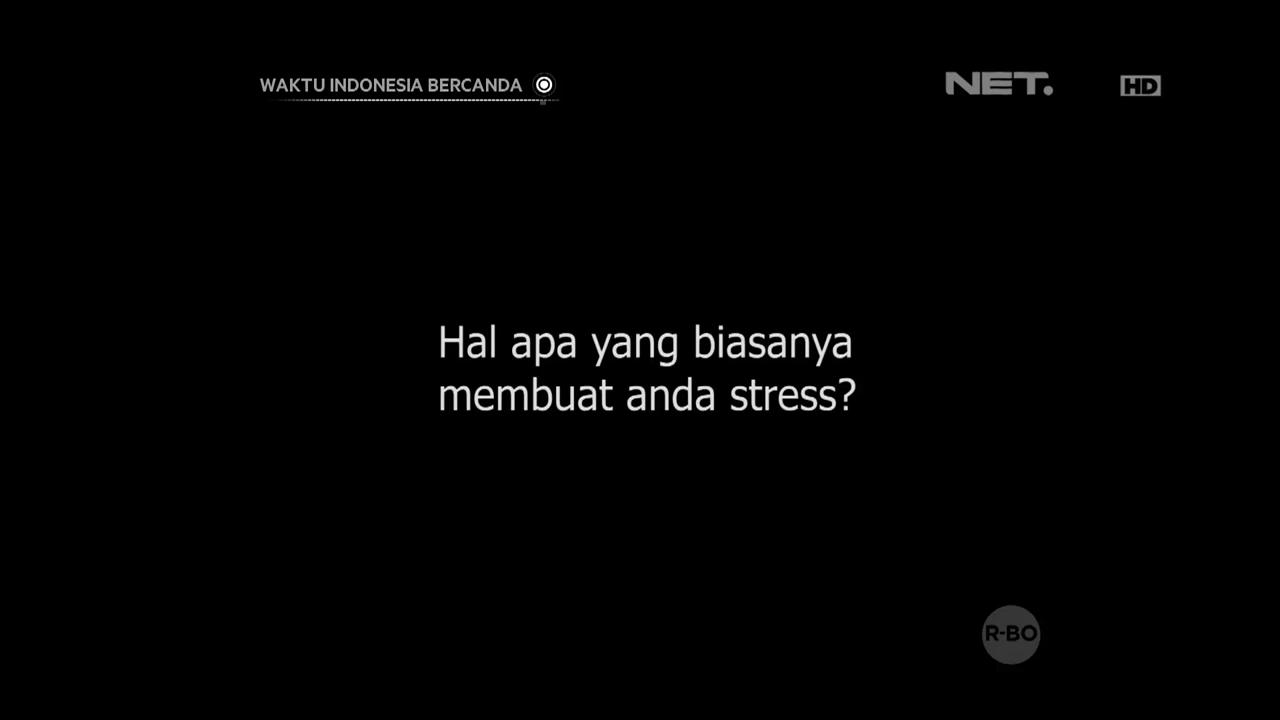 WAKTU INDONESIA BERCANDA
NET.
HD
Hal apa yang biasanya
membuat anda stress?
R-BO